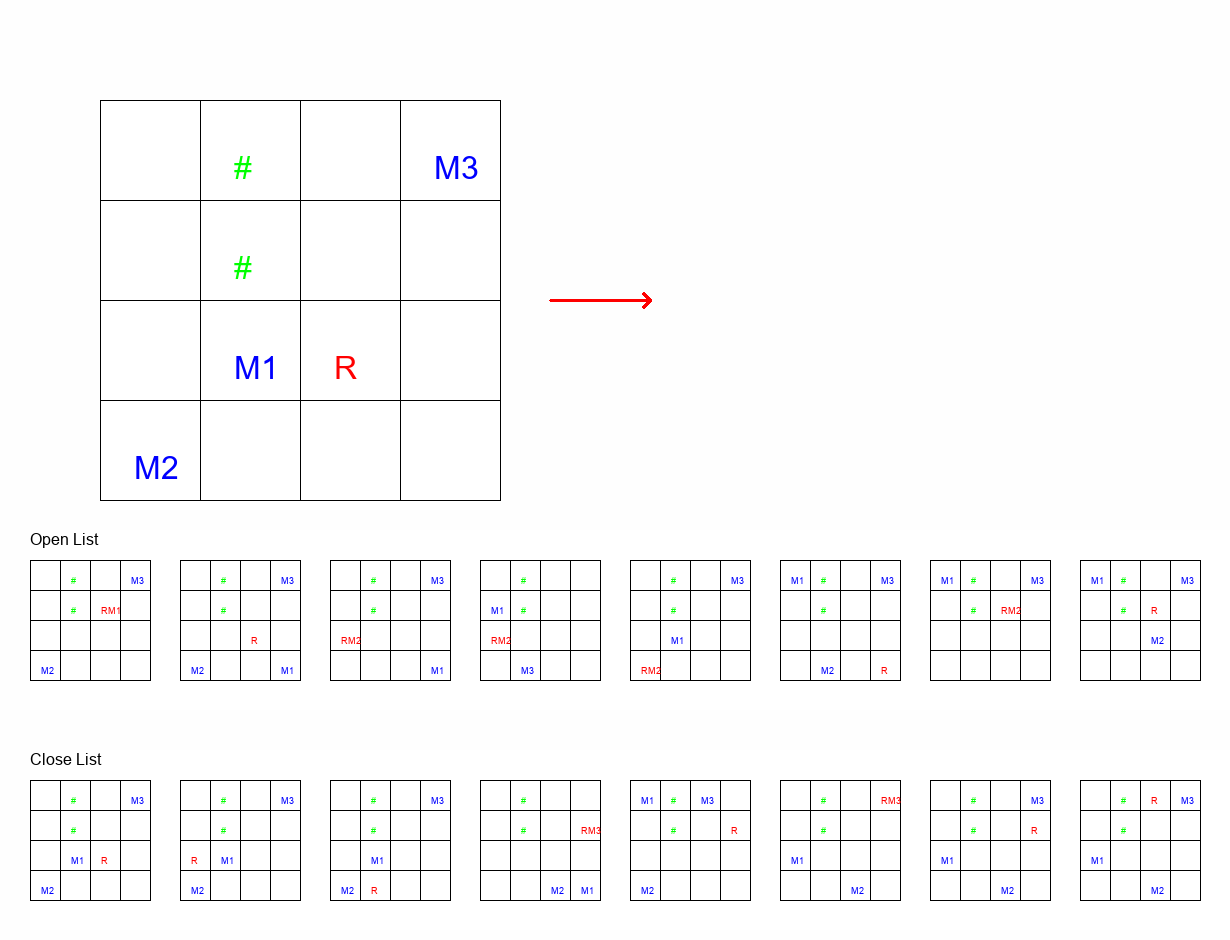 # M3
#
M1 R
M2
Open List
# M3 # M3 # M3 # # M3 M1 # M3 M1 # M3 M1 # M3
# RM1 # # M1 # # # # RM2 # R
R RM2 RM2 M1 M2
M2 M2 M1 M1 M3 RM2 M2 R
Close List
# M3 # M3 # M3 # M1 # M3 # RM3 # M3 # R M3
# # # # RM3 # R # # R #
M1 R R M1 M1 M1 M1 M1
M2 M2 M2 R M2 M1 M2 M2 M2 M2